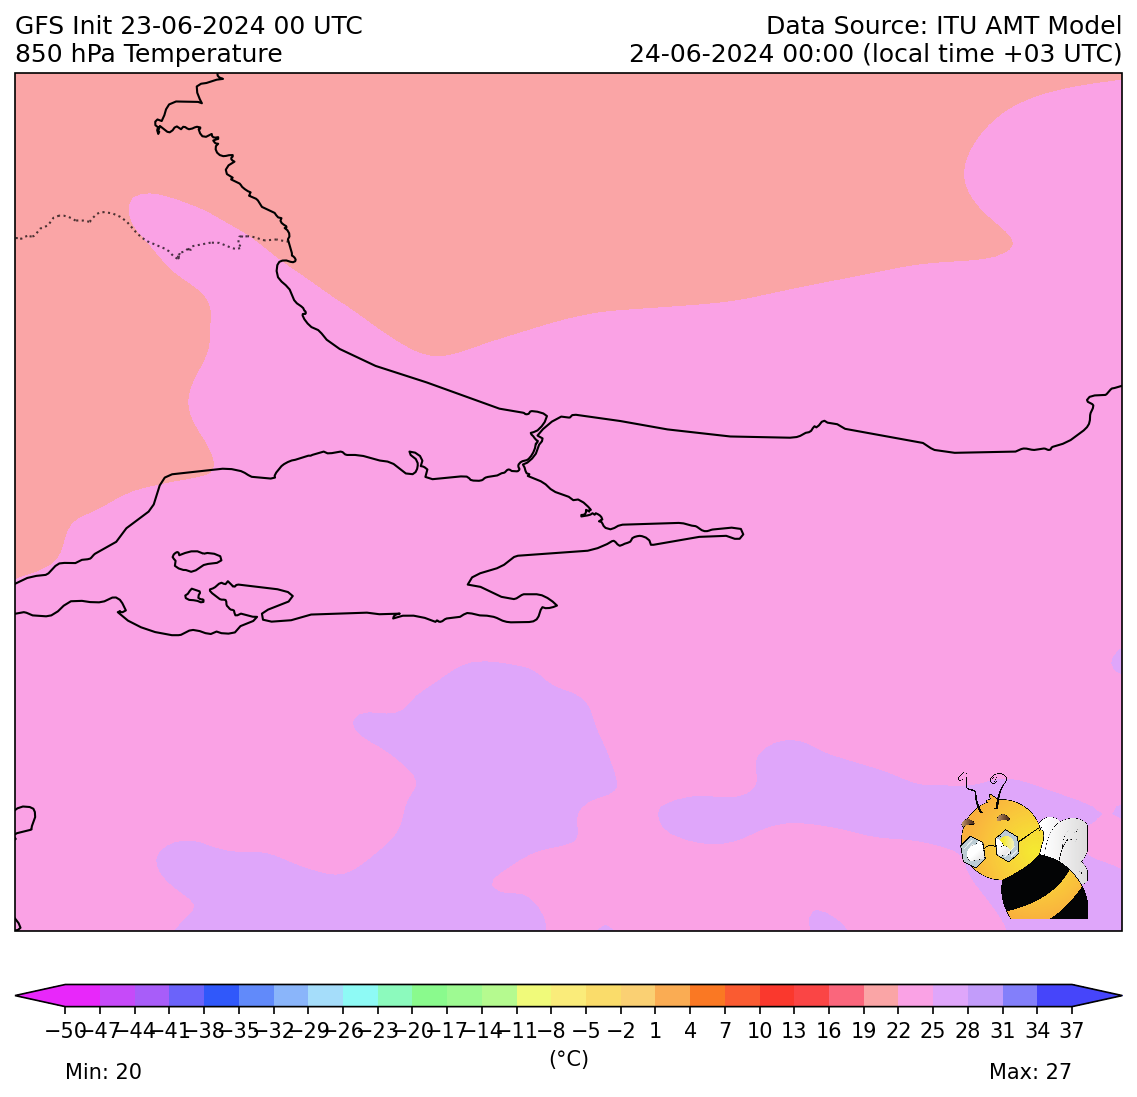 GFS Init 23-06-2024 00 UTC
Data Source: ITU AMT Model
850 hPa Temperature
24-06-2024 00:00 (local time +03 UTC)
−50 −47 −44 −41 −38 −35 −32 −29 −26 −23 −20 −17 −14 −11 −8 −5 −2 1 4 7 10 13 16 19 22 25 28 31 34 37
(°C)
Min: 20
Max: 27